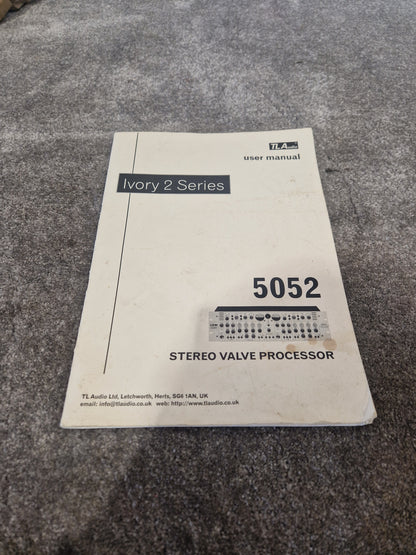 TL Audio
user manual
Ivory 2 Series
5052
STEREO VALVE PROCESSOR
TL Audio Ltd, Letchworth, Herts, SG6 1AN, UK
email: info@tlaudio.co.uk web: http://www.tlaudio.co.uk